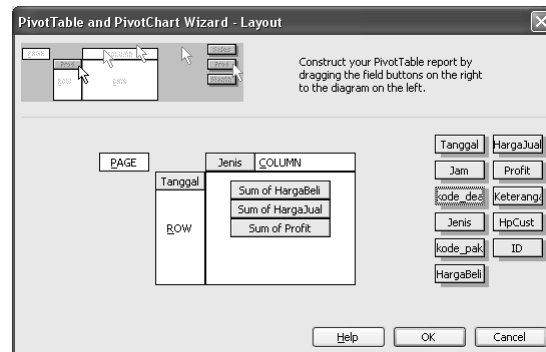 PivotTable and PivotChart Wizard - Layout
Construct your PivotTable report by
dragging the field buttons on the right
to the diagram on the left.
PAGE
Jenis COLUMN
Tanggal
ROW
Sum of HargaBeli
Sum of HargaJual
Sum of Profit
Tanggal HargaJual
Jam Profit
kode_dea Keteranga
Jenis HpCust
kode_pak ID
HargaBeli
Help OK Cancel